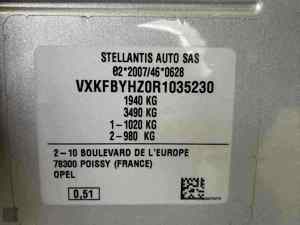 STELLANTIS AUTO SAS
02*2007/46*0628
VXKFBYHZ0R1035230
1940 KG
3490 KG
1-1020 KG
2-980 KG
2-10 BOULEVARD DE L'EUROPE
78300 POISSY (FRANCE)
OPEL
0,51